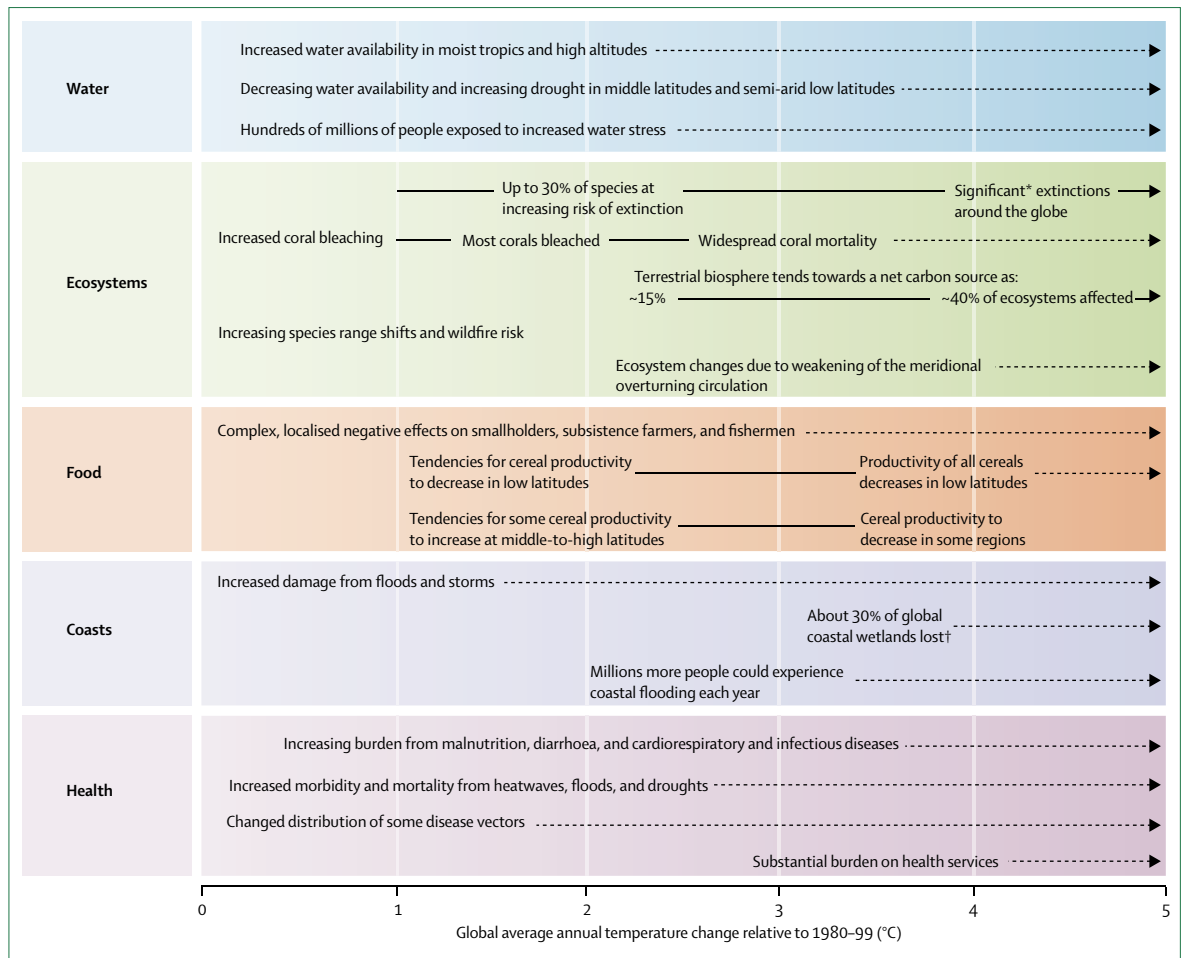 Water
Increased water availability in moist tropics and high altitudes
Decreasing water availability and increasing drought in middle latitudes and semi-arid low latitudes
Hundreds of millions of people exposed to increased water stress
Ecosystems
Up to 30% of species at
increasing risk of extinction
Significant* extinctions
around the globe
Increased coral bleaching
Most corals bleached
Widespread coral mortality
Terrestrial biosphere tends towards a net carbon source as:
~15%
~40% of ecosystems affected
Increasing species range shifts and wildfire risk
Ecosystem changes due to weakening of the meridional
overturning circulation
Food
Complex, localised negative effects on smallholders, subsistence farmers, and fishermen
Tendencies for cereal productivity
to decrease in low latitudes
Productivity of all cereals
decreases in low latitudes
Tendencies for some cereal productivity
to increase at middle-to-high latitudes
Cereal productivity to
decrease in some regions
Coasts
Increased damage from floods and storms
About 30% of global
coastal wetlands lost†
Millions more people could experience
coastal flooding each year
Health
Increasing burden from malnutrition, diarrhoea, and cardiorespiratory and infectious diseases
Increased morbidity and mortality from heatwaves, floods, and droughts
Changed distribution of some disease vectors
Substantial burden on health services
0 1 2 3 4 5
Global average annual temperature change relative to 1980–99 (°C)